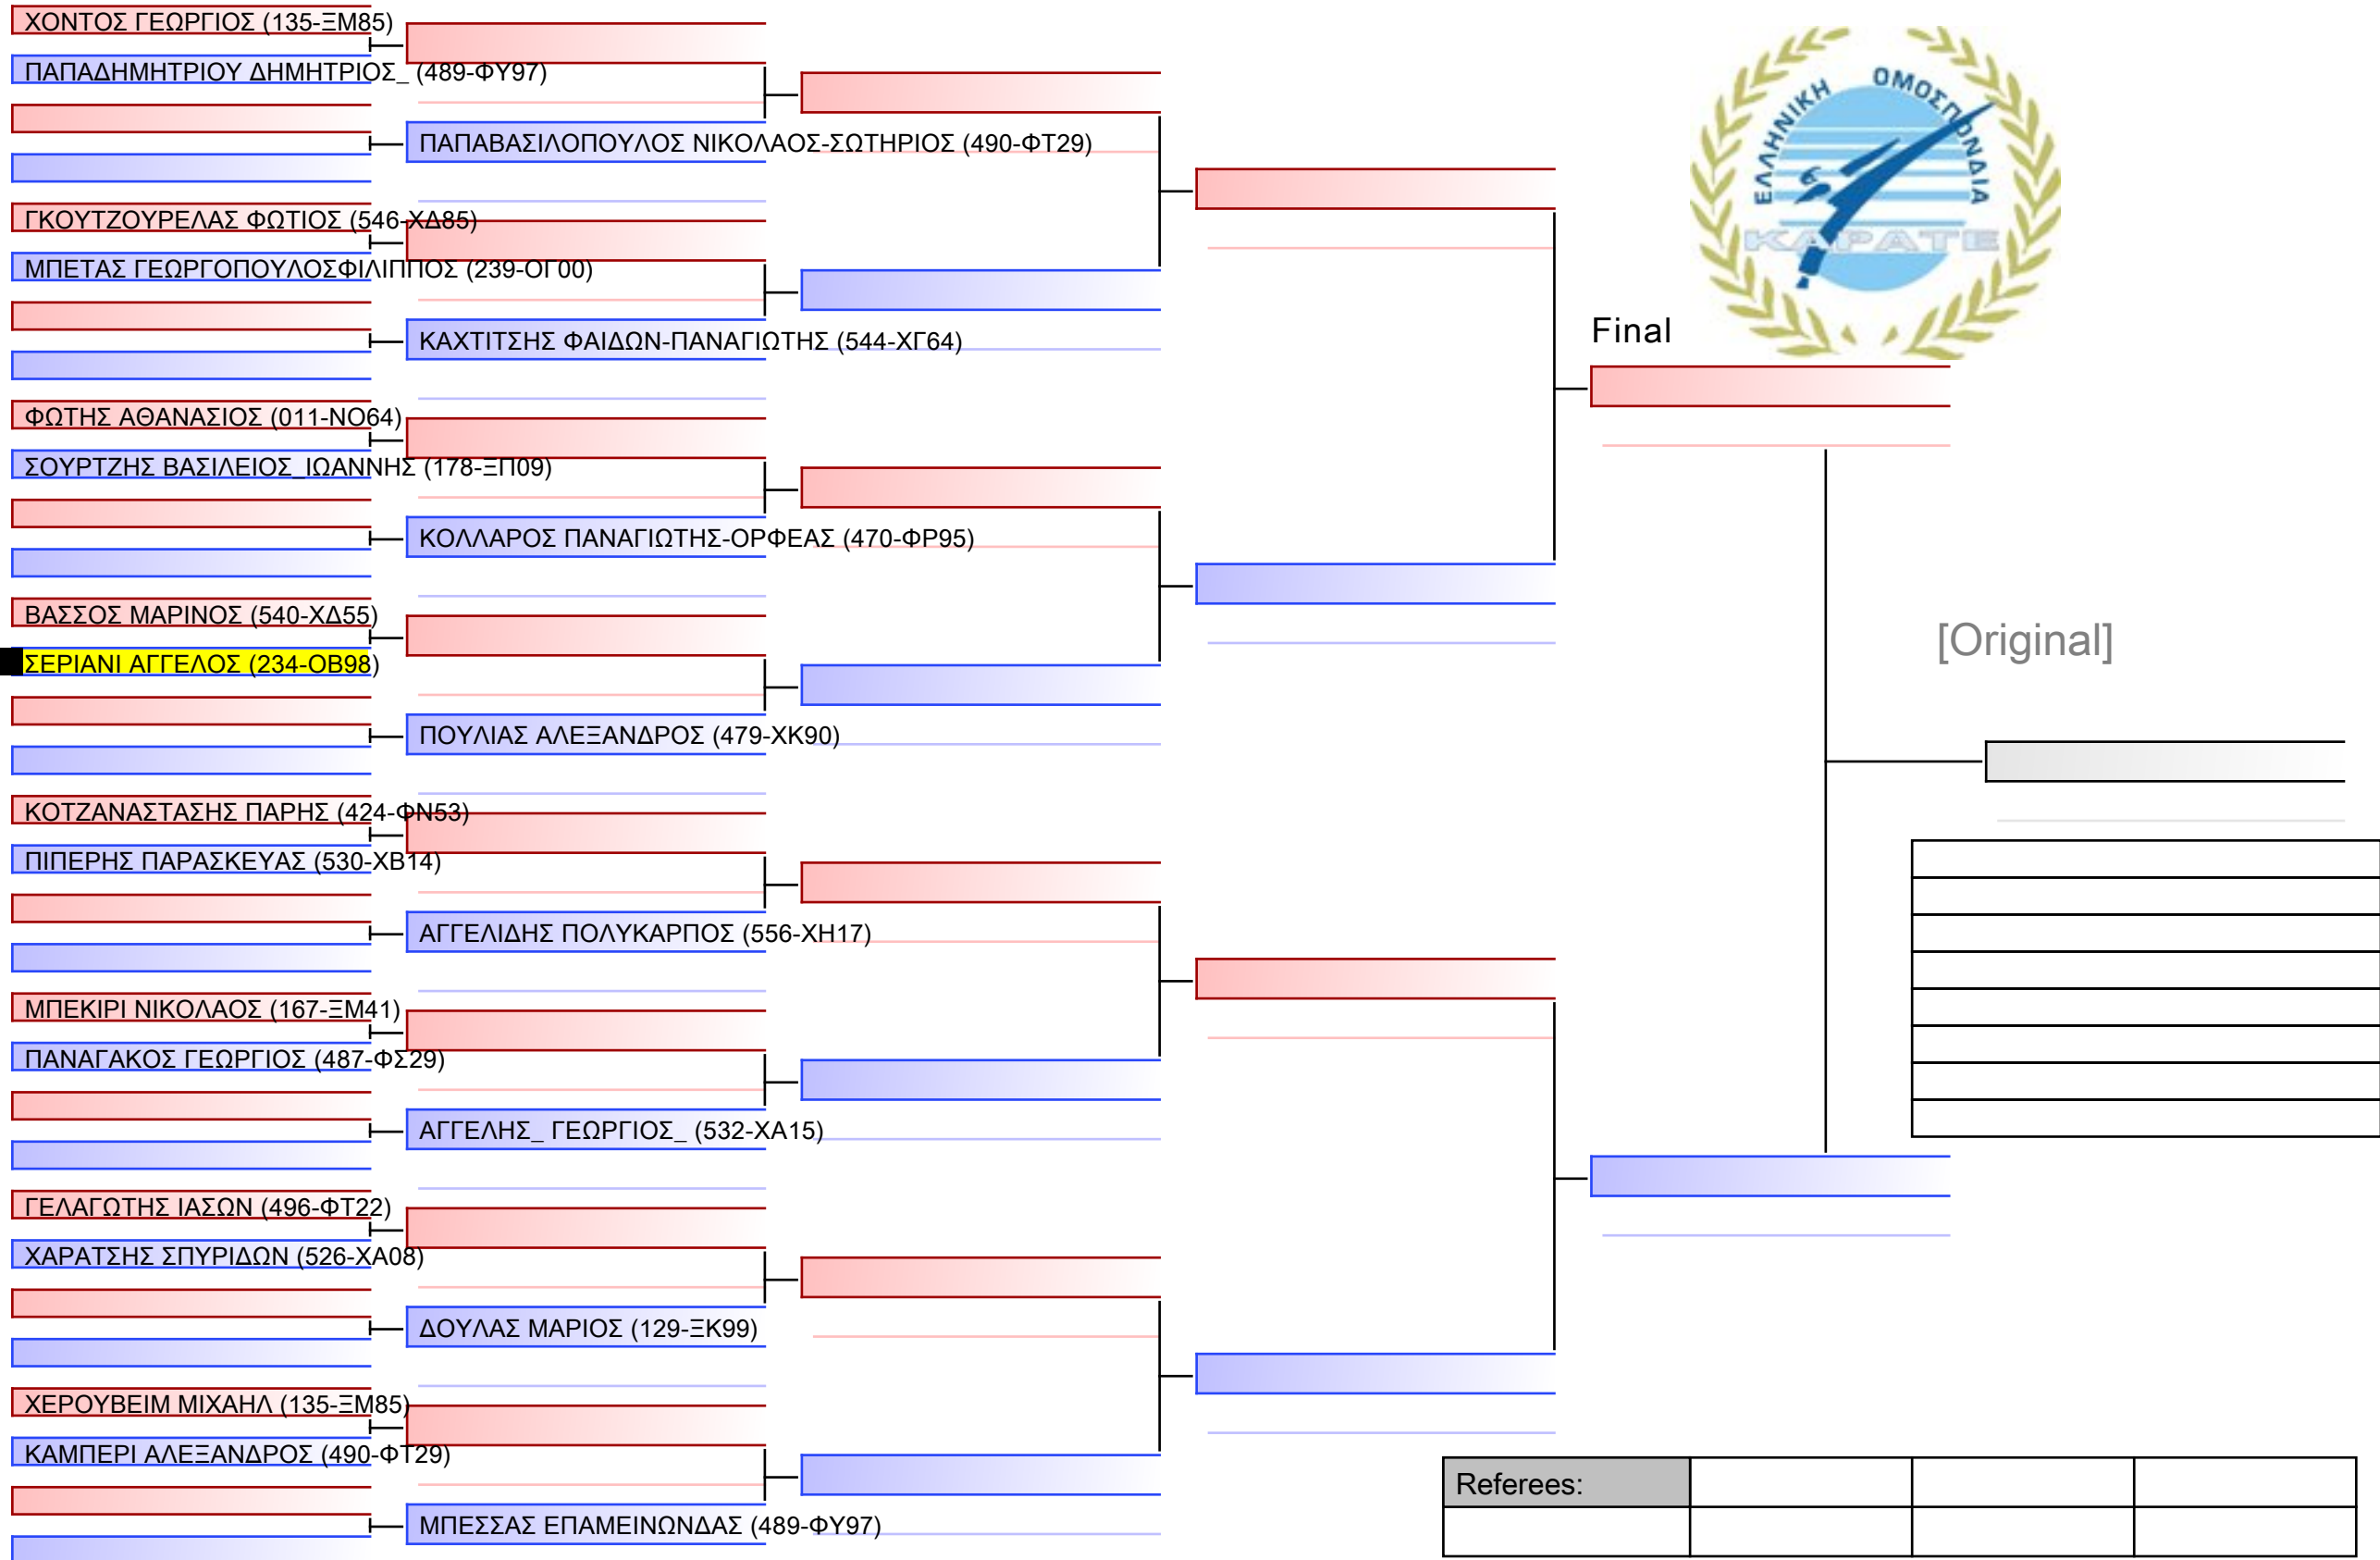 ΧΟΝΤΟΣ ΓΕΩΡΓΙΟΣ (135-ΞΜ85)
ΠΑΠΑΔΗΜΗΤΡΙΟΥ ΔΗΜΗΤΡΙΟΣ_ (489-ΦΥ97)
ΠΑΠΑΒΑΣΙΛΟΠΟΥΛΟΣ ΝΙΚΟΛΑΟΣ-ΣΩΤΗΡΙΟΣ (490-ΦΤ29)
ΓΚΟΥΤΖΟΥΡΕΛΑΣ ΦΩΤΙΟΣ (546-ΧΔ85)
ΜΠΕΤΑΣ ΓΕΩΡΓΟΠΟΥΛΟΣΦΙΛΙΠΠΟΣ (239-ΟΓ00)
ΚΑΧΤΙΤΣΗΣ ΦΑΙΔΩΝ-ΠΑΝΑΓΙΩΤΗΣ (544-ΧΓ64)
ΦΩΤΗΣ ΑΘΑΝΑΣΙΟΣ (011-ΝΟ64)
ΣΟΥΡΤΖΗΣ ΒΑΣΙΛΕΙΟΣ_ΙΩΑΝΝΗΣ (178-ΞΠ09)
ΚΟΛΛΑΡΟΣ ΠΑΝΑΓΙΩΤΗΣ-ΟΡΦΕΑΣ (470-ΦΡ95)
ΒΑΣΣΟΣ ΜΑΡΙΝΟΣ (540-ΧΔ55)
ΣΕΡΙΑΝΙ ΑΓΓΕΛΟΣ (234-ΟΒ98)
ΠΟΥΛΙΑΣ ΑΛΕΞΑΝΔΡΟΣ (479-ΧΚ90)
ΚΟΤΖΑΝΑΣΤΑΣΗΣ ΠΑΡΗΣ (424-ΦΝ53)
ΠΙΠΕΡΗΣ ΠΑΡΑΣΚΕΥΑΣ (530-ΧΒ14)
ΑΓΓΕΛΙΔΗΣ ΠΟΛΥΚΑΡΠΟΣ (556-ΧΗ17)
ΜΠΕΚΙΡΙ ΝΙΚΟΛΑΟΣ (167-ΞΜ41)
ΠΑΝΑΓΑΚΟΣ ΓΕΩΡΓΙΟΣ (487-ΦΣ29)
ΑΓΓΕΛΗΣ_ ΓΕΩΡΓΙΟΣ_ (532-ΧΑ15)
ΓΕΛΑΓΩΤΗΣ ΙΑΣΩΝ (496-ΦΤ22)
ΧΑΡΑΤΣΗΣ ΣΠΥΡΙΔΩΝ (526-ΧΑ08)
ΔΟΥΛΑΣ ΜΑΡΙΟΣ (129-ΞΚ99)
ΧΕΡΟΥΒΕΙΜ ΜΙΧΑΗΛ (135-ΞΜ85)
ΚΑΜΠΕΡΙ ΑΛΕΞΑΝΔΡΟΣ (490-ΦΤ29)
ΜΠΕΣΣΑΣ ΕΠΑΜΕΙΝΩΝΔΑΣ (489-ΦΥ97)
ΕΛΛΗΝΙΚΗ ΟΜΟΣΠΟΝΔΙΑ
ΚΑΡΑΤΕ
Final
[Original]
Referees: